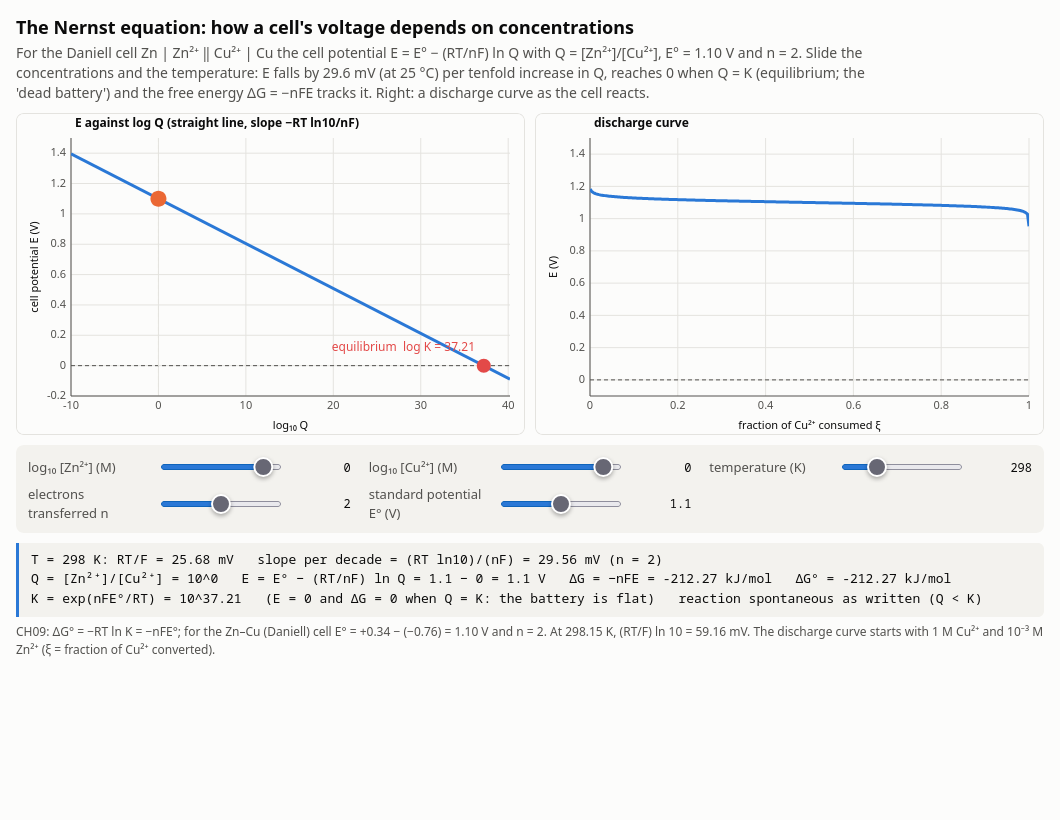 The Nernst equation: how a cell's voltage depends on concentrations
For the Daniell cell Zn | Zn²⁺ ‖ Cu²⁺ | Cu the cell potential E = E° − (RT/nF) ln Q with Q = [Zn²⁺]/[Cu²⁺], E° = 1.10 V and n = 2. Slide the
concentrations and the temperature: E falls by 29.6 mV (at 25 °C) per tenfold increase in Q, reaches 0 when Q = K (equilibrium; the
'dead battery') and the free energy ΔG = −nFE tracks it. Right: a discharge curve as the cell reacts.
E against log Q (straight line, slope −RT ln10/nF)
1.4
1.2
1
0.8
0.6
0.4
0.2
0
-0.2
-10
0
10
20
30
40
cell potential E (V)
log₁₀ Q
equilibrium log K = 37.21
discharge curve
1.4
1.2
1
0.8
0.6
0.4
0.2
0
0
0.2
0.4
0.6
0.8
1
E (V)
fraction of Cu²⁺ consumed ξ
log₁₀ [Zn²⁺] (M) 0
log₁₀ [Cu²⁺] (M) 0
temperature (K) 298
electrons
transferred n 2
standard potential
E° (V) 1.1
T = 298 K: RT/F = 25.68 mV slope per decade = (RT ln10)/(nF) = 29.56 mV (n = 2)
Q = [Zn²⁺]/[Cu²⁺] = 10^0 E = E° − (RT/nF) ln Q = 1.1 − 0 = 1.1 V ΔG = −nFE = -212.27 kJ/mol ΔG° = -212.27 kJ/mol
K = exp(nFE°/RT) = 10^37.21 (E = 0 and ΔG = 0 when Q = K: the battery is flat) reaction spontaneous as written (Q < K)
CH09: ΔG° = −RT ln K = −nFE°; for the Zn–Cu (Daniell) cell E° = +0.34 − (−0.76) = 1.10 V and n = 2. At 298.15 K, (RT/F) ln 10 = 59.16 mV. The discharge curve starts with 1 M Cu²⁺ and 10⁻³ M
Zn²⁺ (ξ = fraction of Cu²⁺ converted).